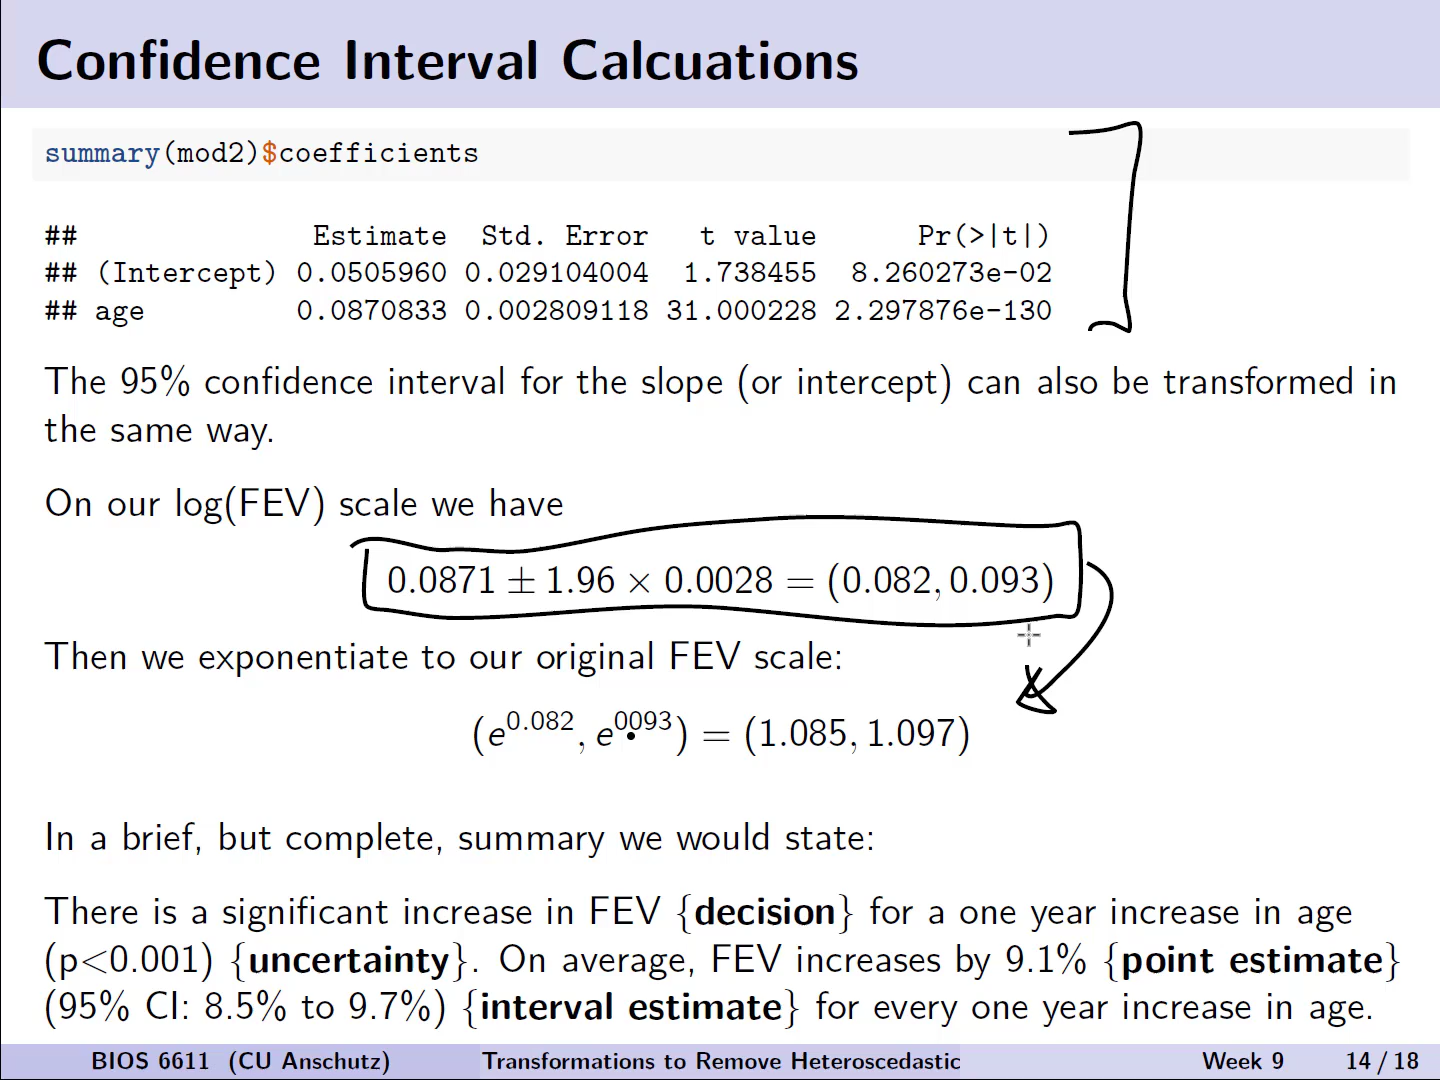 Confidence Interval Calcuations
summary(mod2)$coefficients
## Estimate Std. Error t value Pr(>|t|)
## (Intercept) 0.0505960 0.029104004 1.738455 8.260273e-02
## age 0.0870833 0.002809118 31.000228 2.297876e-130
The 95% confidence interval for the slope (or intercept) can also be transformed in
the same way.
On our log(FEV) scale we have
0.0871 ± 1.96 × 0.0028 = (0.082, 0.093)
Then we exponentiate to our original FEV scale:
(e^0.082, e^0093) = (1.085, 1.097)
In a brief, but complete, summary we would state:
There is a significant increase in FEV {decision} for a one year increase in age
(p<0.001) {uncertainty}. On average, FEV increases by 9.1% {point estimate}
(95% CI: 8.5% to 9.7%) {interval estimate} for every one year increase in age.
BIOS 6611 (CU Anschutz) Transformations to Remove Heteroscedastic Week 9 14 / 18